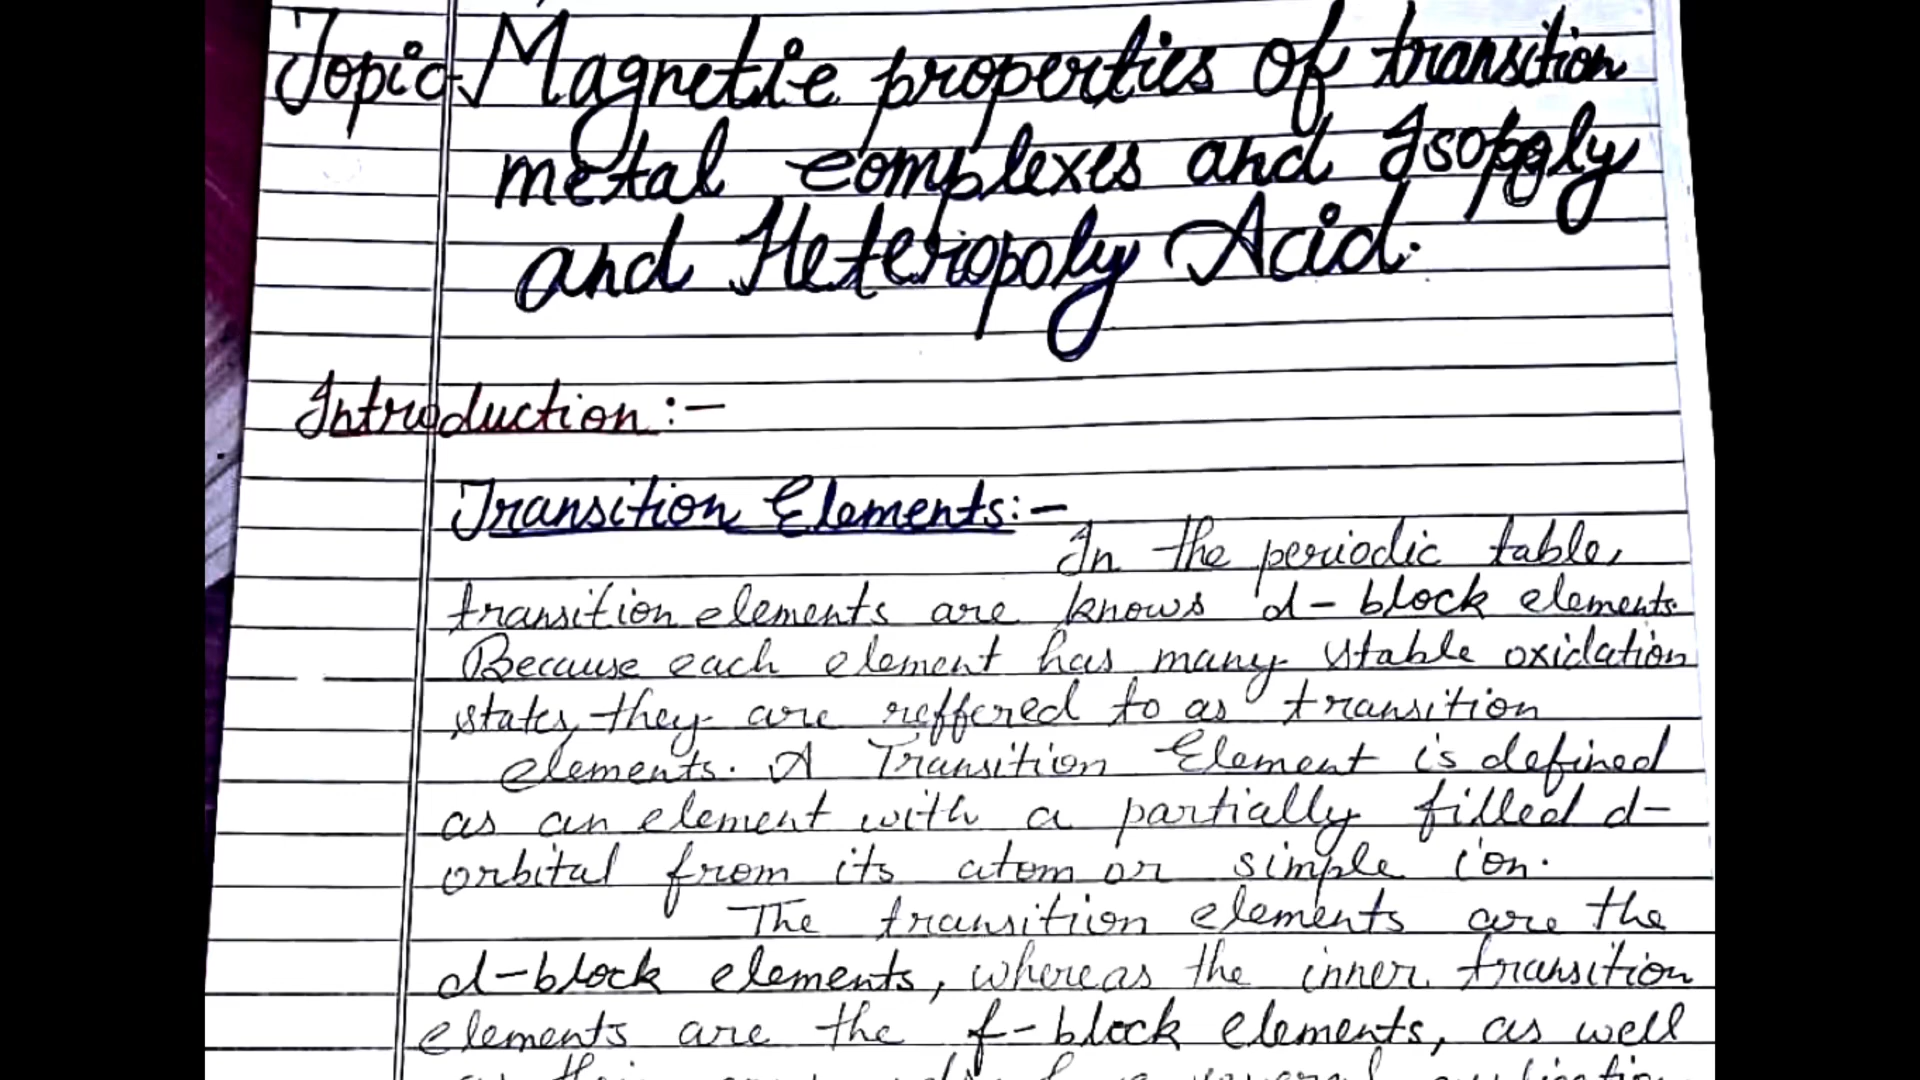 Topic- Magnetic properties of transition
metal complexes and Isopoly
and Heteropoly Acid.
Introduction :-
Transition Elements:-
In the periodic table,
transition elements are knows d-block elements.
Because each element has many stable oxidation
states, they are reffered to as transition
elements. A Transition Element is defined
as an element with a partially filled d-
orbital from its atom or simple ion.
The transition elements are the
d-block elements, whereas the inner transition
elements are the f-block elements, as well